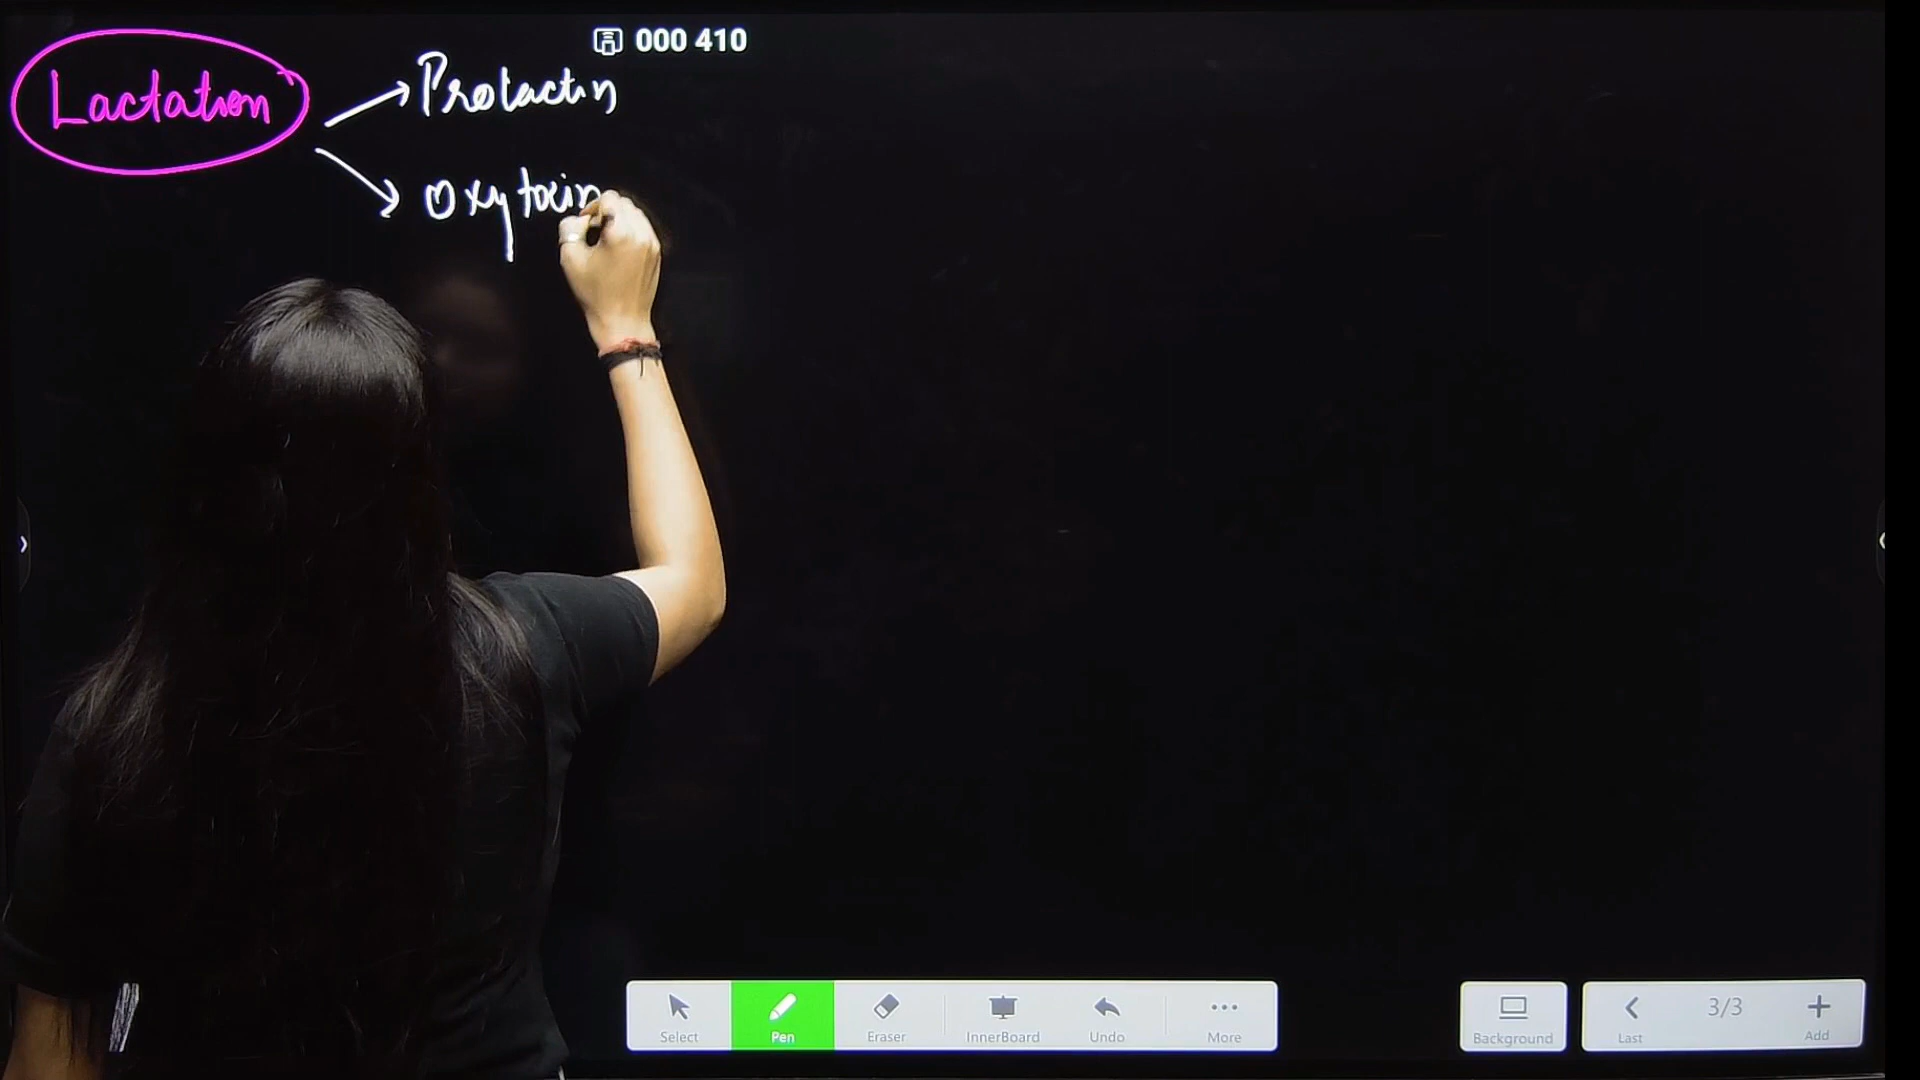 000 410
Lactation
Prolactin
Oxytocin
Select
Pen
Eraser
InnerBoard
Undo
More
Background
Last
3/3
Add